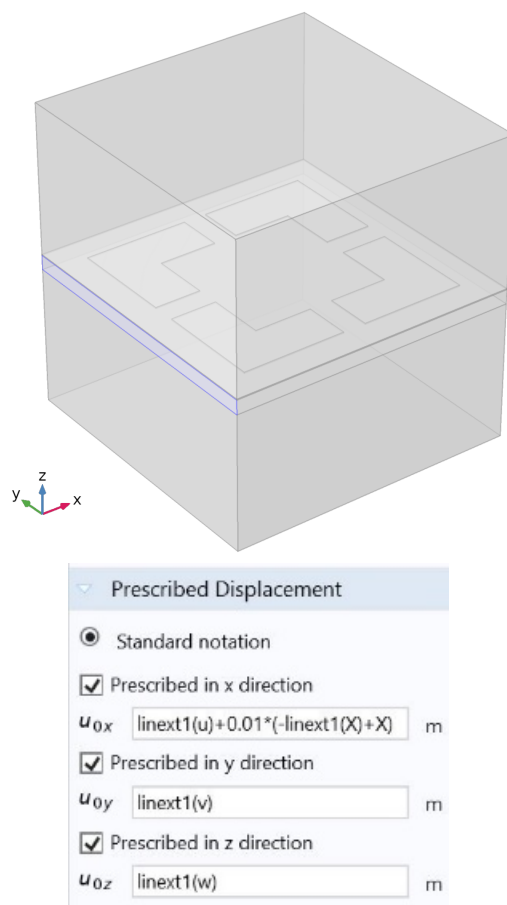 z
y
x
Prescribed Displacement
Standard notation
Prescribed in x direction
u0x linext1(u)+0.01*(-linext1(X)+X) m
Prescribed in y direction
u0y linext1(v) m
Prescribed in z direction
u0z linext1(w) m